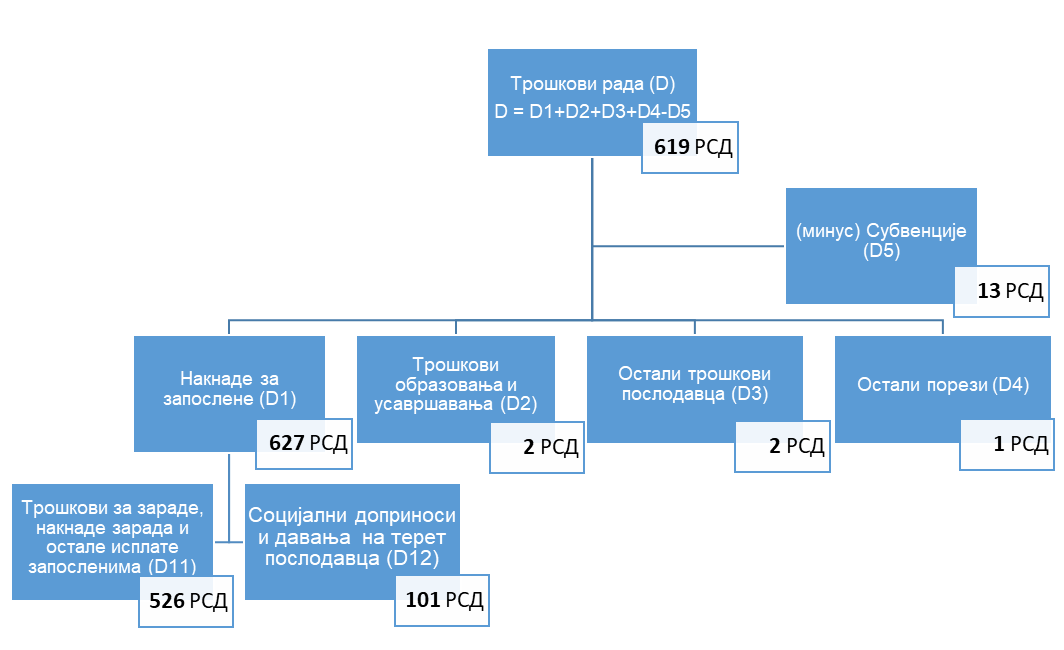 Трошкови рада (D)
D = D1+D2+D3+D4-D5
619 РСД
(минус) Субвенције
(D5)
13 РСД
Накнаде за
запослене (D1)
627 РСД
Трошкови
образовања и
усавршавања (D2)
2 РСД
Остали трошкови
послодавца (D3)
2 РСД
Остали порези (D4)
1 РСД
Трошкови за зараде,
накнаде зарада и
остале исплате
запосленима (D11)
526 РСД
Социјални доприноси
и давања на терет
послодавца (D12)
101 РСД